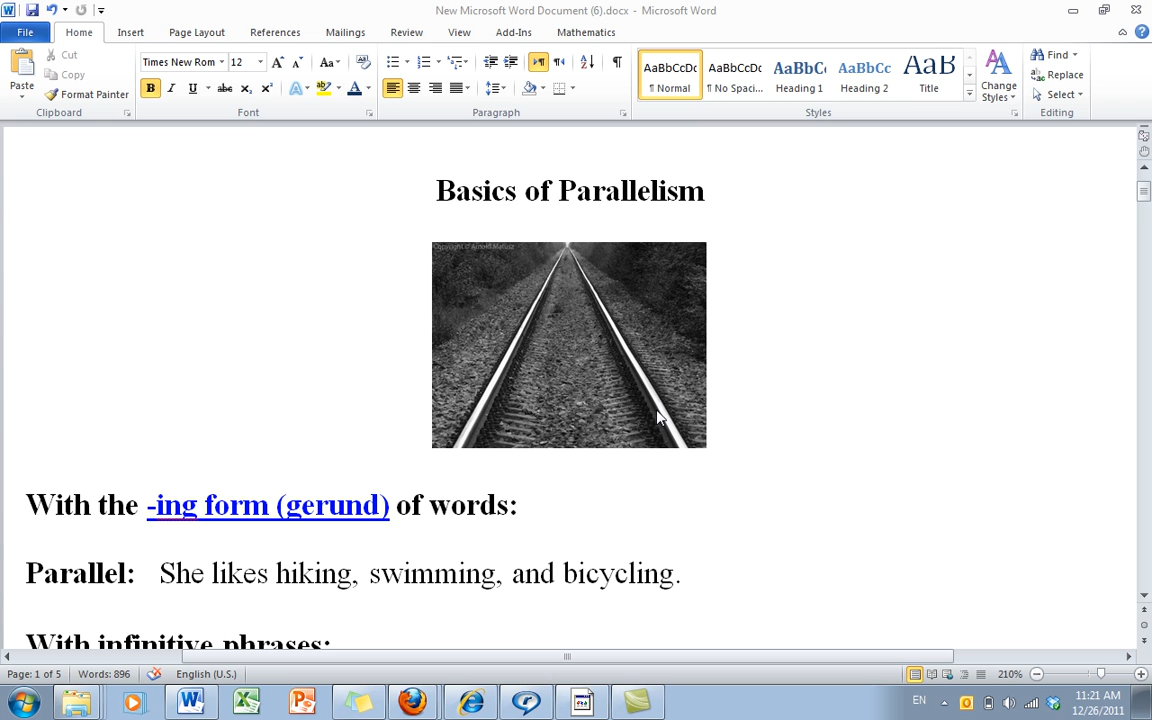 New Microsoft Word Document (6).docx - Microsoft Word
File Home Insert Page Layout References Mailings Review View Add-Ins Mathematics
Cut
Copy
Format Painter
Paste
Clipboard
Times New Rom 12
Font
Paragraph
AaBbCcDc AaBbCcDc AaBbC AaBbCc AaB
¶ Normal ¶ No Spaci... Heading 1 Heading 2 Title
Change Styles
Styles
Find
Replace
Select
Editing
Basics of Parallelism
With the -ing form (gerund) of words:
Parallel: She likes hiking, swimming, and bicycling.
With infinitive phrases:
Page: 1 of 5 Words: 896 English (U.S.) 210%
EN 11:21 AM
12/26/2011